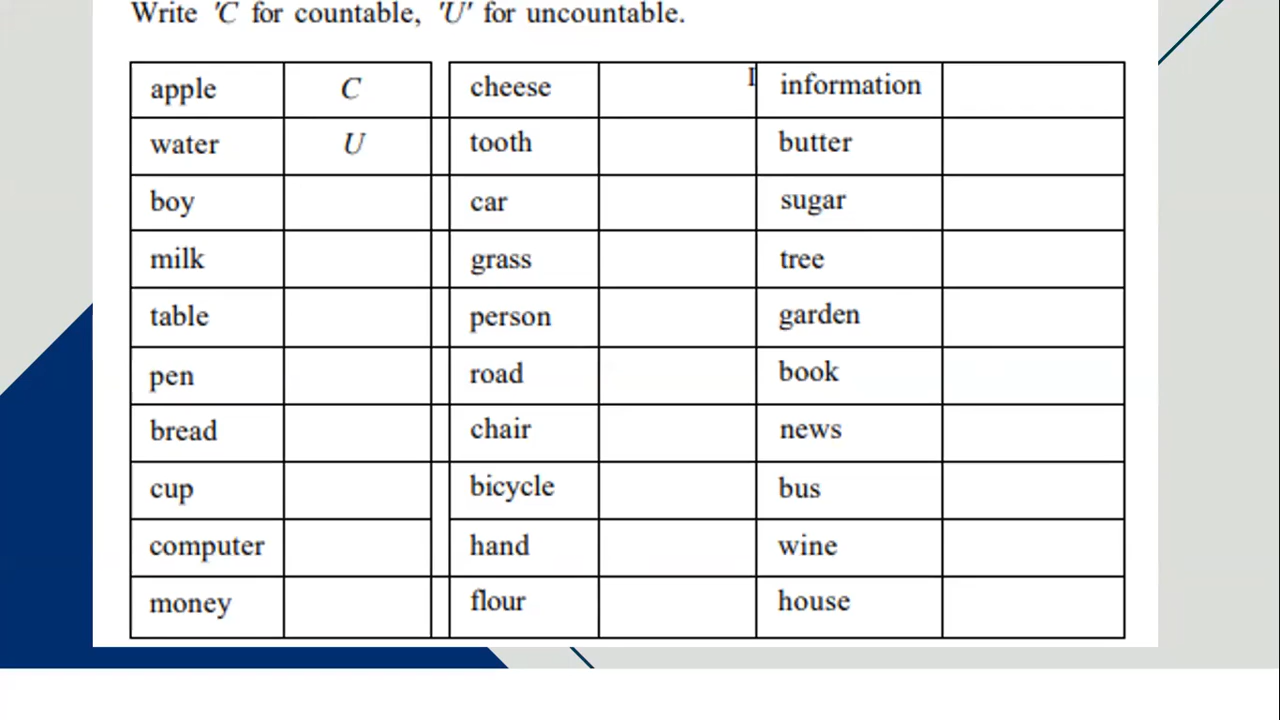 Write 'C' for countable, 'U' for uncountable.
apple C cheese information
water U tooth butter
boy car sugar
milk grass tree
table person garden
pen road book
bread chair news
cup bicycle bus
computer hand wine
money flour house